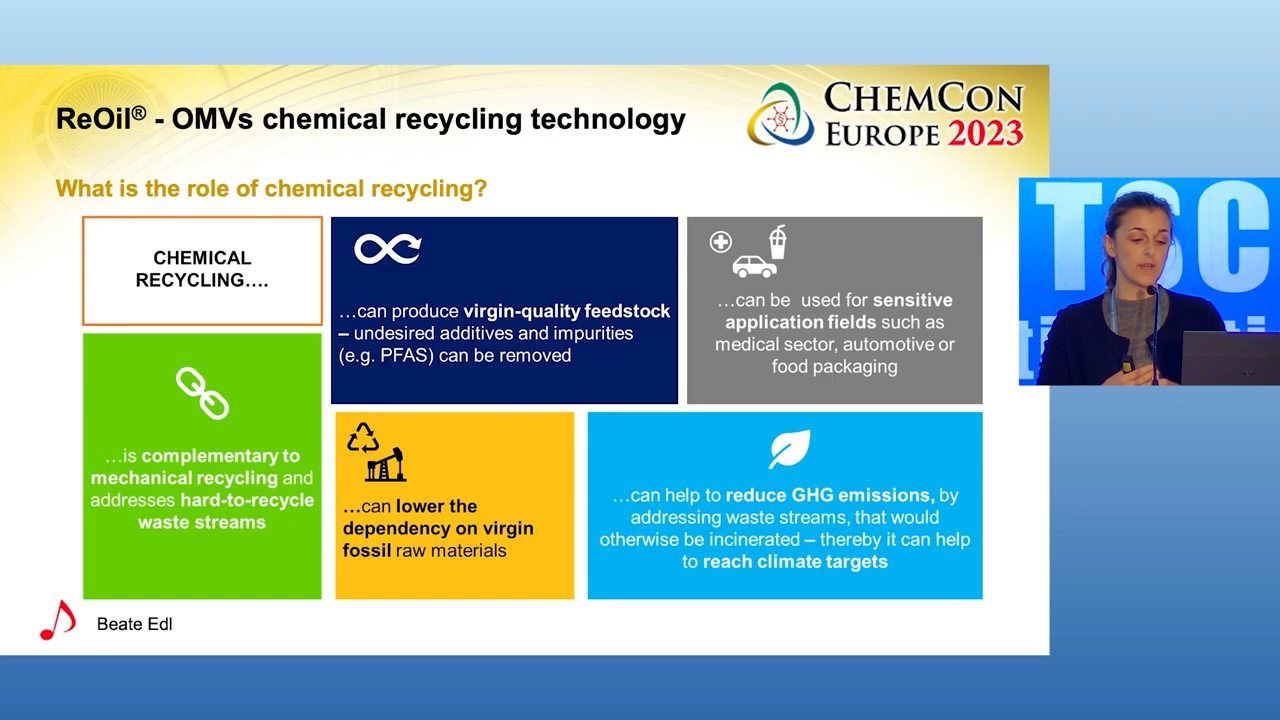 ReOil® - OMVs chemical recycling technology
CHEMCON
EUROPE 2023
What is the role of chemical recycling?
CHEMICAL
RECYCLING….
…can produce virgin-quality feedstock
– undesired additives and impurities
(e.g. PFAS) can be removed
…can be used for sensitive
application fields such as
medical sector, automotive or
food packaging
…is complementary to
mechanical recycling and
addresses hard-to-recycle
waste streams
…can lower the
dependency on virgin
fossil raw materials
…can help to reduce GHG emissions, by
addressing waste streams, that would
otherwise be incinerated – thereby it can help
to reach climate targets
Beate Edl
TSC